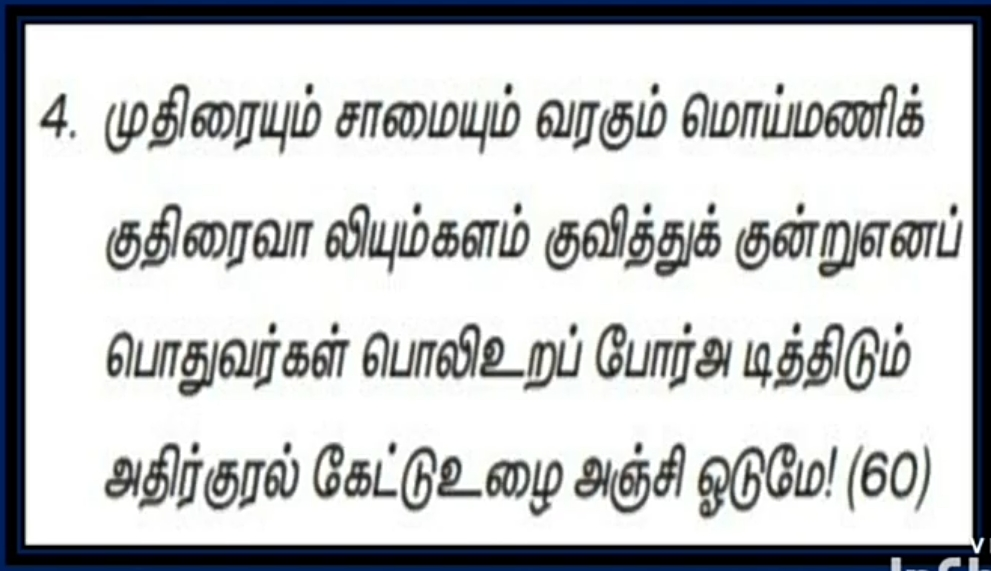 4. முதிரையும் சாமையும் வரகும் மொய்மணிக்
குதிரைவா லியும்களம் குவித்துக் குன்றுஎனப்
பொதுவர்கள் பொலிஉறப் போர்அ டித்திடும்
அதிர்குரல் கேட்டுஉழை அஞ்சி ஓடுமே! (60)